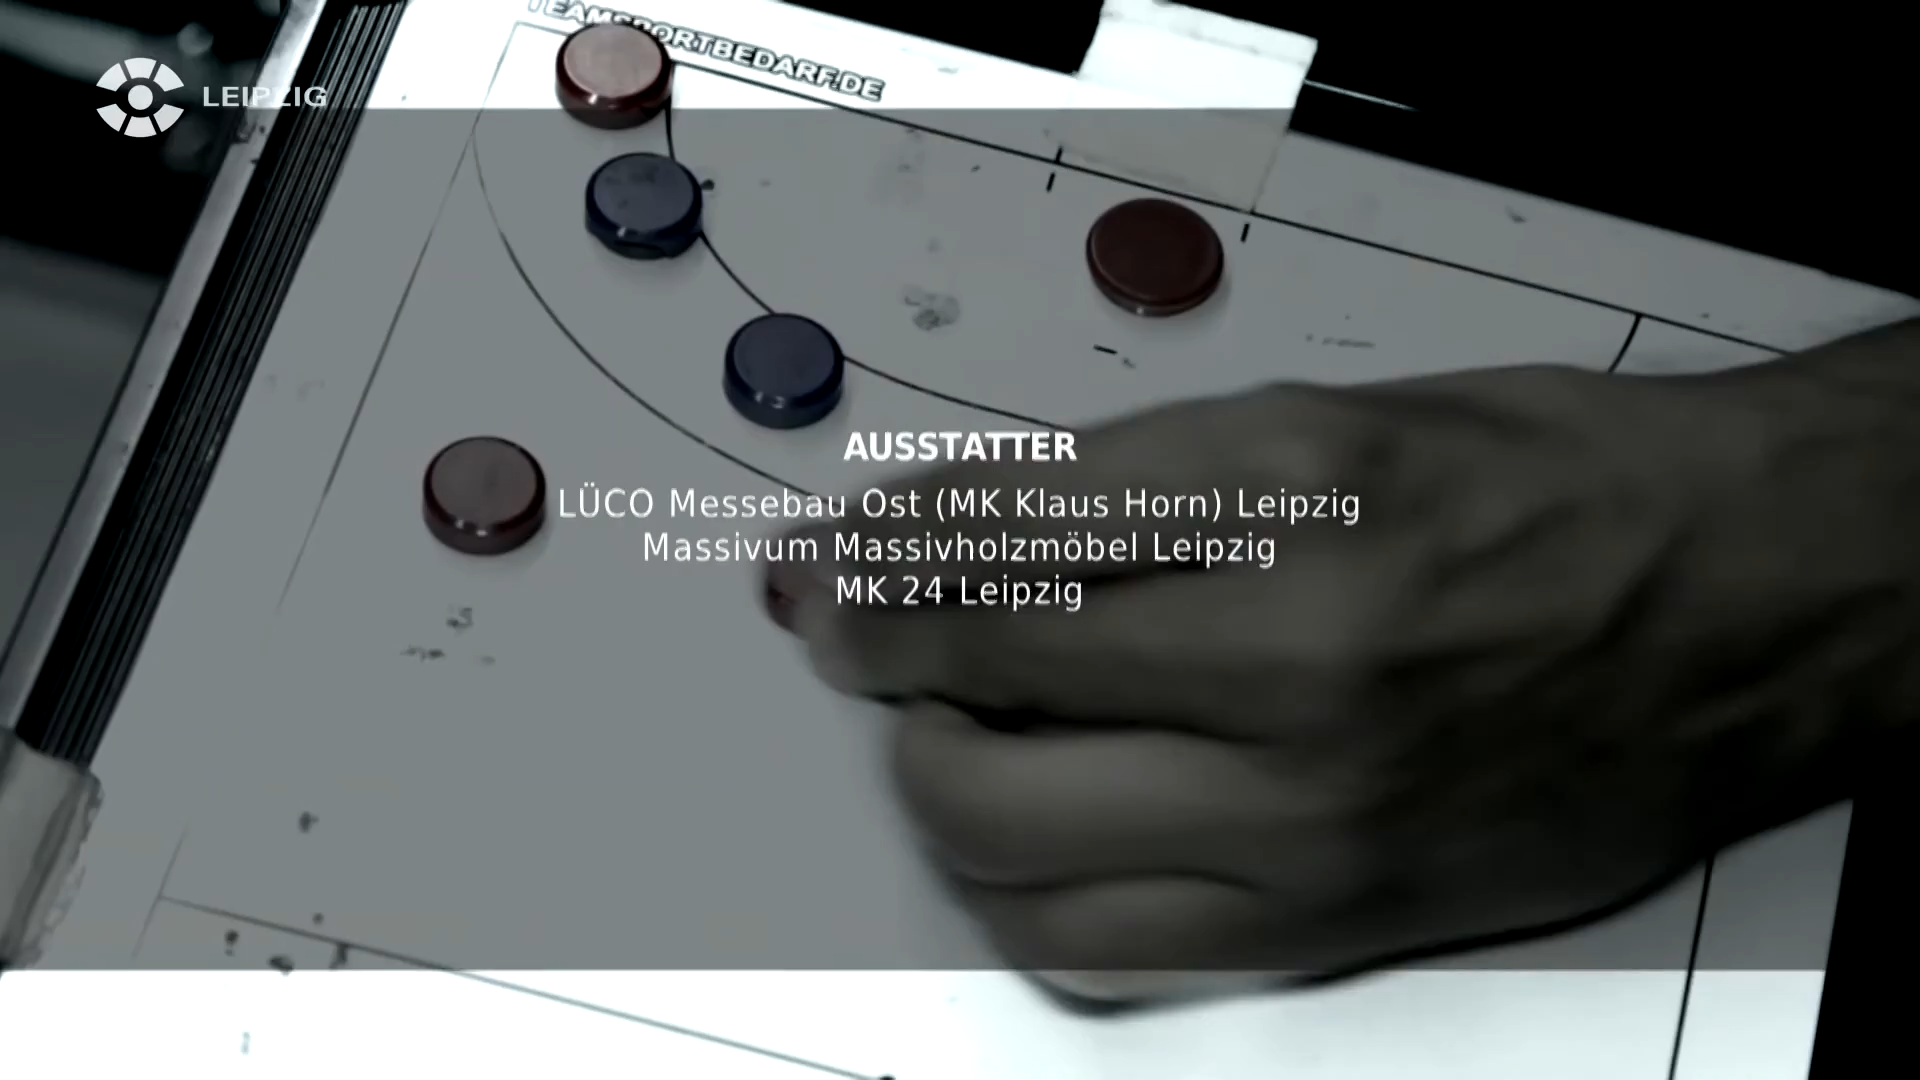 TEAMSPORTBEDARF.DE
LEIPZIG
AUSSTATTER
LÜCO Messebau Ost (MK Klaus Horn) Leipzig
Massivum Massivholzmöbel Leipzig
MK 24 Leipzig